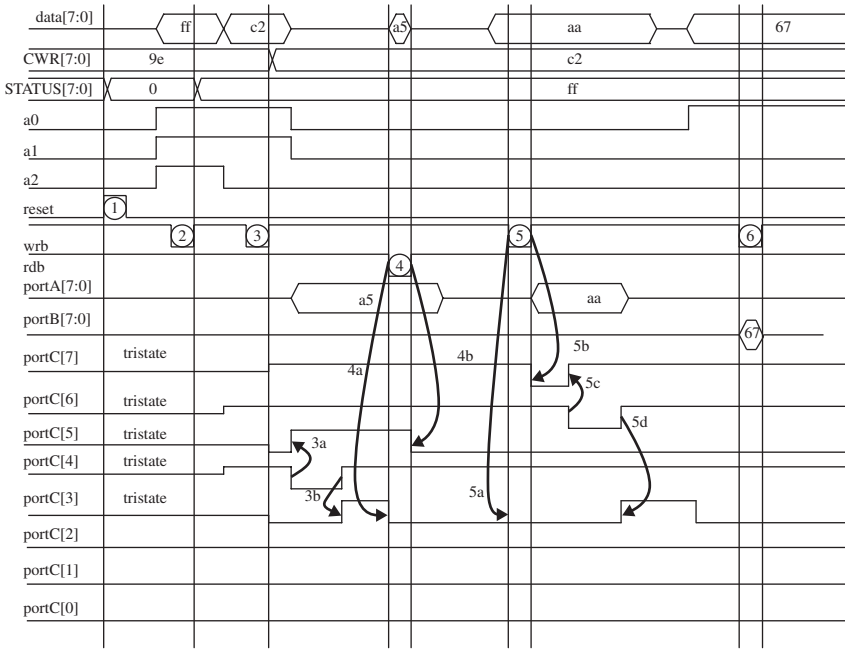 data[7:0] ff c2 a5 aa 67
CWR[7:0] 9e c2
STATUS[7:0] 0 ff
a0
a1
a2
reset 1
wrb 2 3 5 6
rdb 4
portA[7:0] a5 aa
portB[7:0] 67
portC[7] tristate 4a 4b 5b
5c
portC[6] tristate 5d
portC[5] tristate 3a
portC[4] tristate
portC[3] tristate 3b 5a
portC[2]
portC[1]
portC[0]